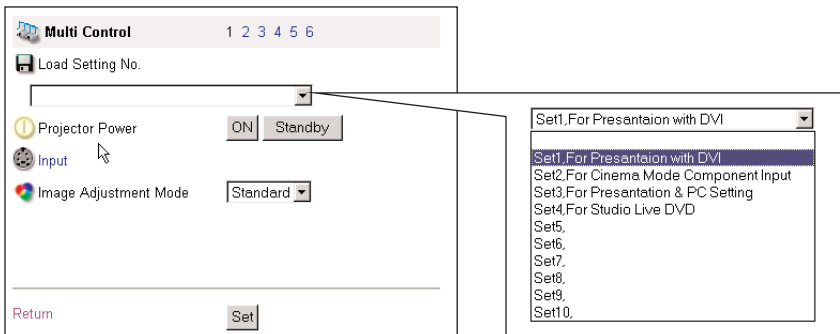 Multi Control 1 2 3 4 5 6
Load Setting No.
Projector Power ON Standby
Input
Image Adjustment Mode Standard
Return Set
Set1,For Presantaion with DVI
Set1,For Presantaion with DVI
Set2,For Cinema Mode Component Input
Set3,For Presantation & PC Setting
Set4,For Studio Live DVD
Set5,
Set6,
Set7,
Set8,
Set9,
Set10,